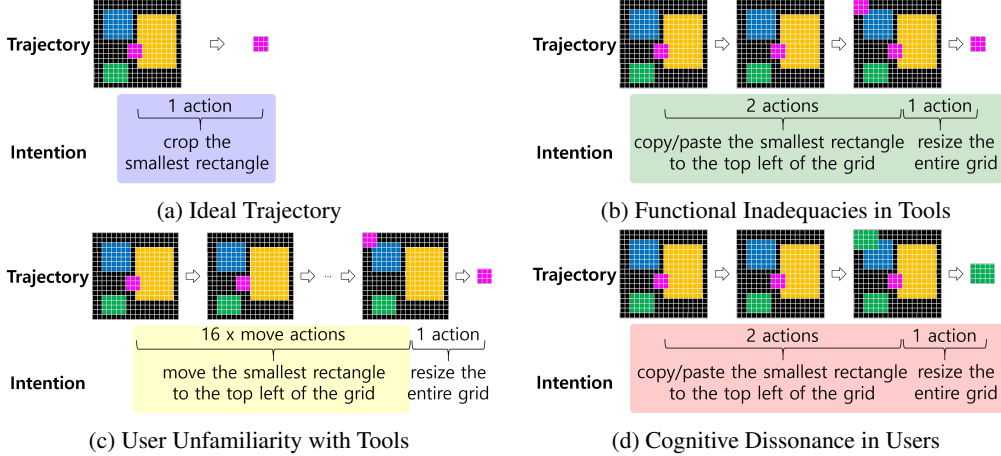 Trajectory
1 action
Intention
crop the
smallest rectangle
(a) Ideal Trajectory
Trajectory
2 actions
1 action
Intention
copy/paste the smallest rectangle
to the top left of the grid
resize the
entire grid
(b) Functional Inadequacies in Tools
Trajectory
...
16 x move actions
1 action
Intention
move the smallest rectangle
to the top left of the grid
resize the
entire grid
(c) User Unfamiliarity with Tools
Trajectory
2 actions
1 action
Intention
copy/paste the smallest rectangle
to the top left of the grid
resize the
entire grid
(d) Cognitive Dissonance in Users